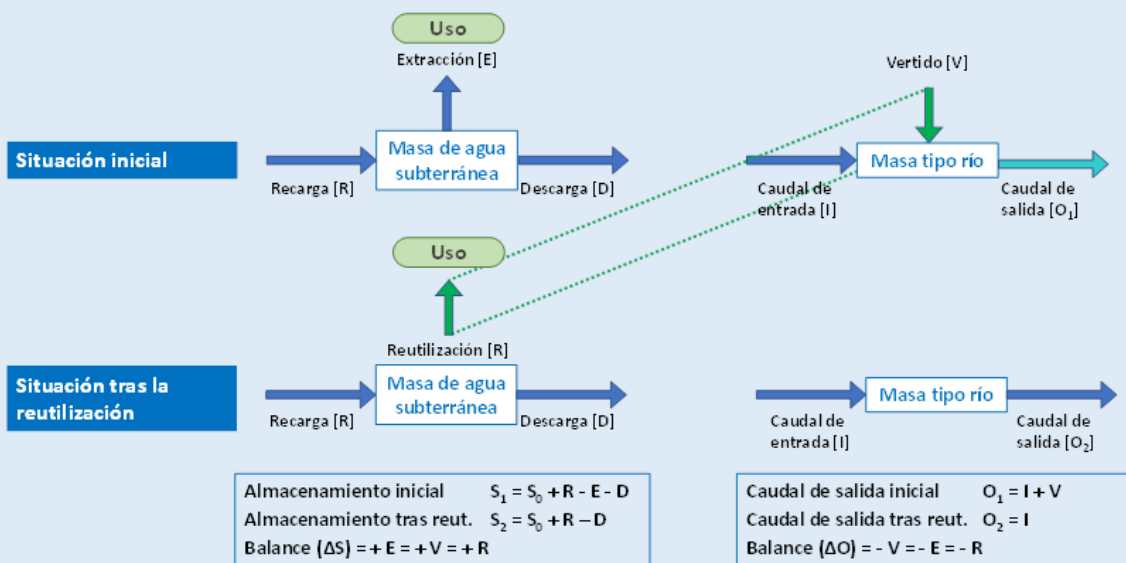 Uso
Extracción [E]
Vertido [V]
Situación inicial
Masa de agua
subterránea
Masa tipo río
Recarga [R]
Descarga [D]
Caudal de
entrada [I]
Caudal de
salida [O₁]
Uso
Reutilización [R]
Situación tras la
reutilización
Masa de agua
subterránea
Masa tipo río
Recarga [R]
Descarga [D]
Caudal de
entrada [I]
Caudal de
salida [O₂]
Almacenamiento inicial S₁ = S₀ + R - E - D
Almacenamiento tras reut. S₂ = S₀ + R – D
Balance (ΔS) = + E = + V = + R
Caudal de salida inicial O₁ = I + V
Caudal de salida tras reut. O₂ = I
Balance (ΔO) = - V = - E = - R